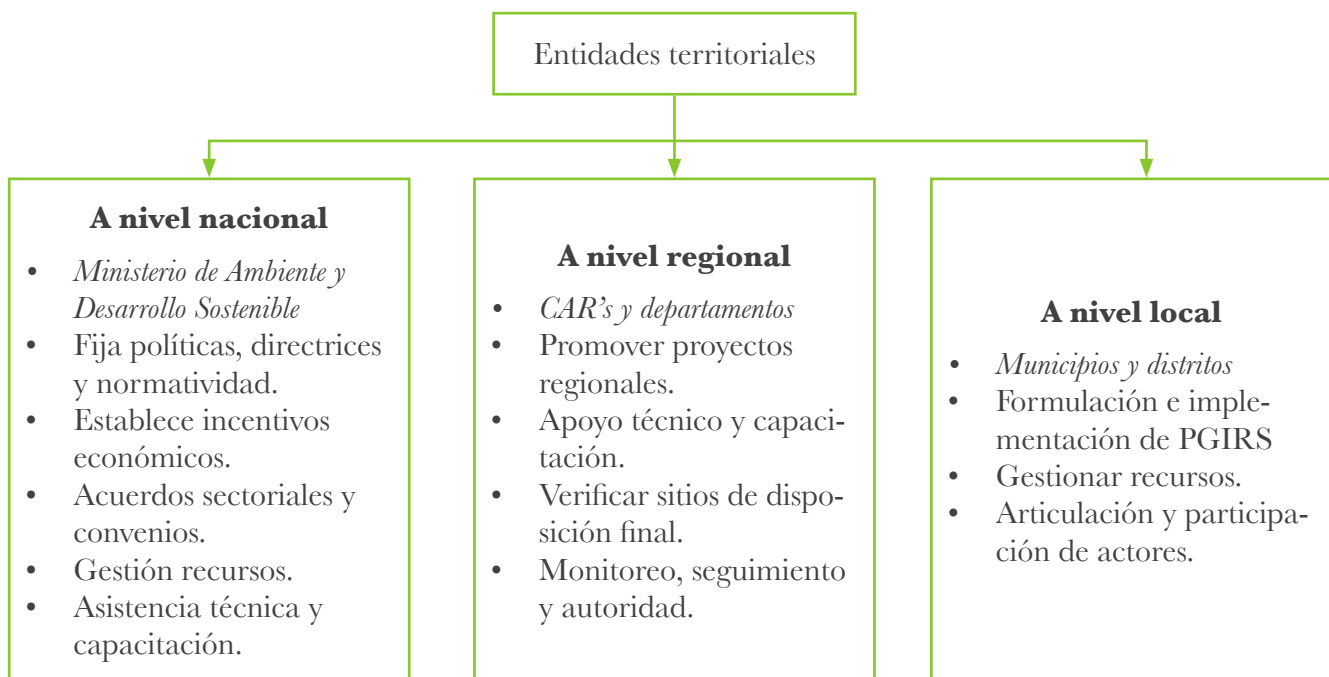 Entidades territoriales
A nivel nacional
• Ministerio de Ambiente y
Desarrollo Sostenible
• Fija políticas, directrices
y normatividad.
• Establece incentivos
económicos.
• Acuerdos sectoriales y
convenios.
• Gestión recursos.
• Asistencia técnica y
capacitación.
A nivel regional
• CAR’s y departamentos
• Promover proyectos
regionales.
• Apoyo técnico y capaci-
tación.
• Verificar sitios de dispo-
sición final.
• Monitoreo, seguimiento
y autoridad.
A nivel local
• Municipios y distritos
• Formulación e imple-
mentación de PGIRS
• Gestionar recursos.
• Articulación y participa-
ción de actores.